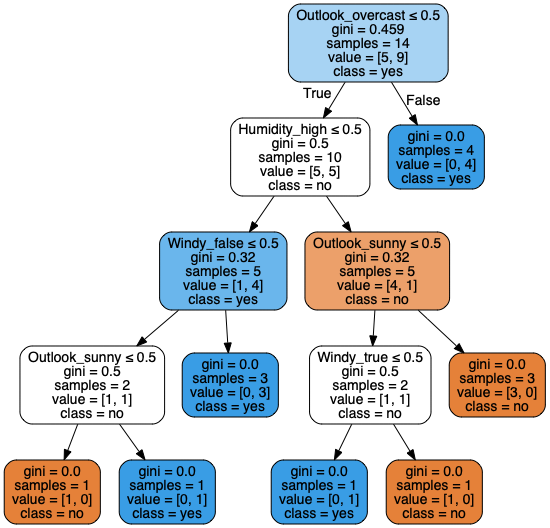 Outlook_overcast ≤ 0.5
gini = 0.459
samples = 14
value = [5, 9]
class = yes
True
False
Humidity_high ≤ 0.5
gini = 0.5
samples = 10
value = [5, 5]
class = no
gini = 0.0
samples = 4
value = [0, 4]
class = yes
Windy_false ≤ 0.5
gini = 0.32
samples = 5
value = [1, 4]
class = yes
Outlook_sunny ≤ 0.5
gini = 0.32
samples = 5
value = [4, 1]
class = no
Outlook_sunny ≤ 0.5
gini = 0.5
samples = 2
value = [1, 1]
class = no
gini = 0.0
samples = 3
value = [0, 3]
class = yes
Windy_true ≤ 0.5
gini = 0.5
samples = 2
value = [1, 1]
class = no
gini = 0.0
samples = 3
value = [3, 0]
class = no
gini = 0.0
samples = 1
value = [1, 0]
class = no
gini = 0.0
samples = 1
value = [0, 1]
class = yes
gini = 0.0
samples = 1
value = [0, 1]
class = yes
gini = 0.0
samples = 1
value = [1, 0]
class = no